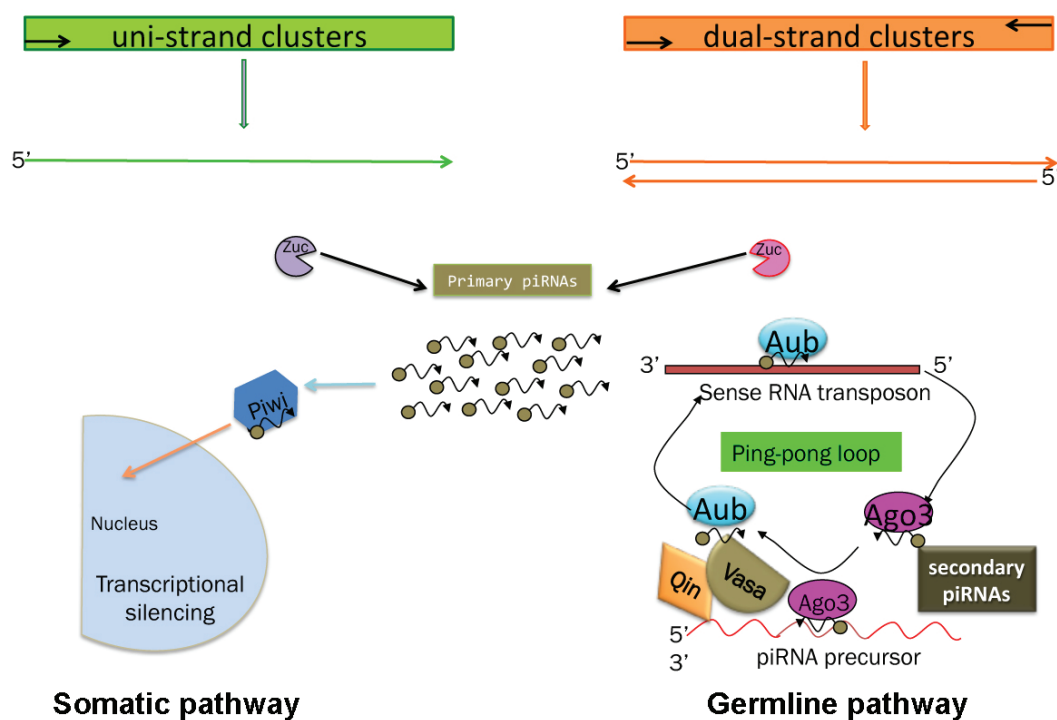 uni-strand clusters
dual-strand clusters
5’
5’
5’
Zuc
Zuc
Primary piRNAs
Aub
3’
5’
Sense RNA transposon
Piwi
Ping-pong loop
Aub
Ago3
Nucleus
Qin
Vasa
secondary
piRNAs
Transcriptional
silencing
Ago3
5’
3’
piRNA precursor
Somatic pathway
Germline pathway